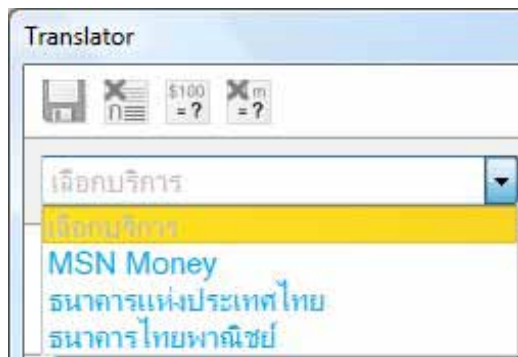 Translator
$100
= ?
m
= ?
ก
เลือกบริการ
เลือกบริการ
MSN Money
ธนาคารแห่งประเทศไทย
ธนาคารไทยพาณิชย์